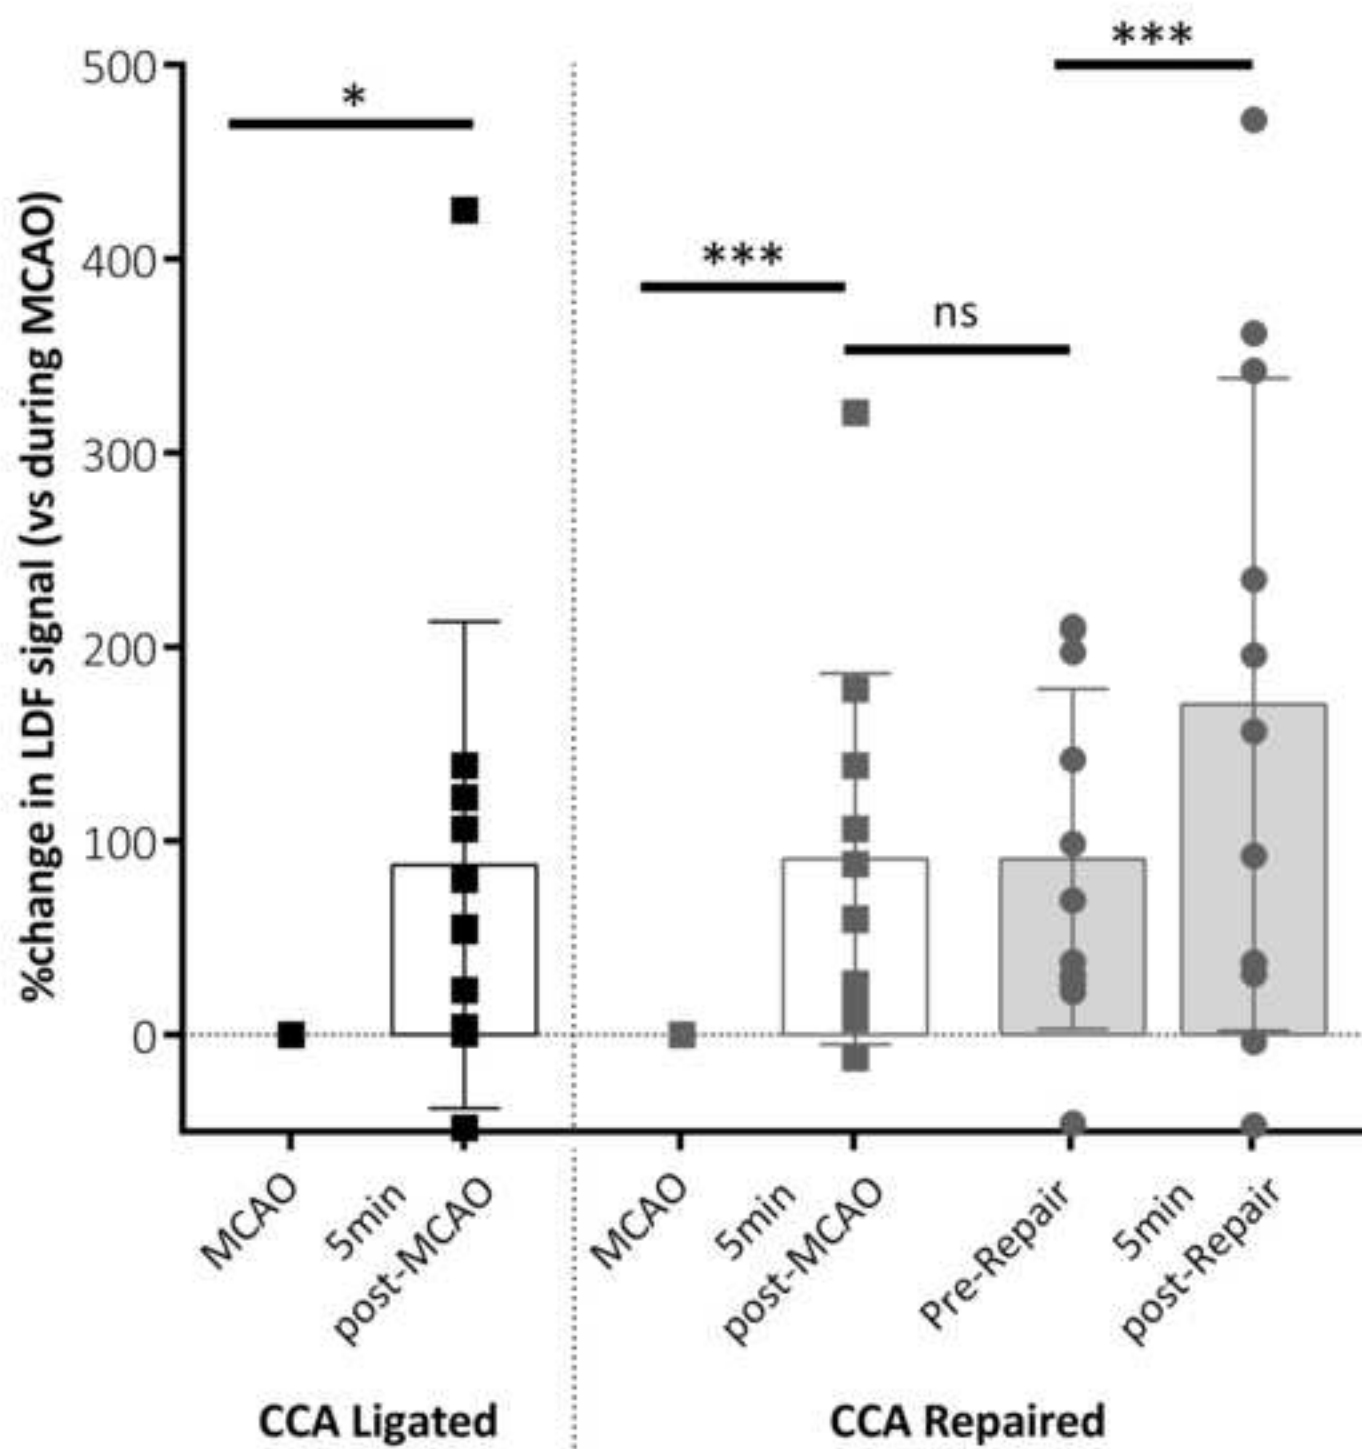 %change in LDF signal (vs during MCAO)
500
400
300
200
100
0
*
***
ns
***
MCAO
5min
post-MCAO
MCAO
5min
post-MCAO
Pre-Repair
5min
post-Repair
CCA Ligated
CCA Repaired